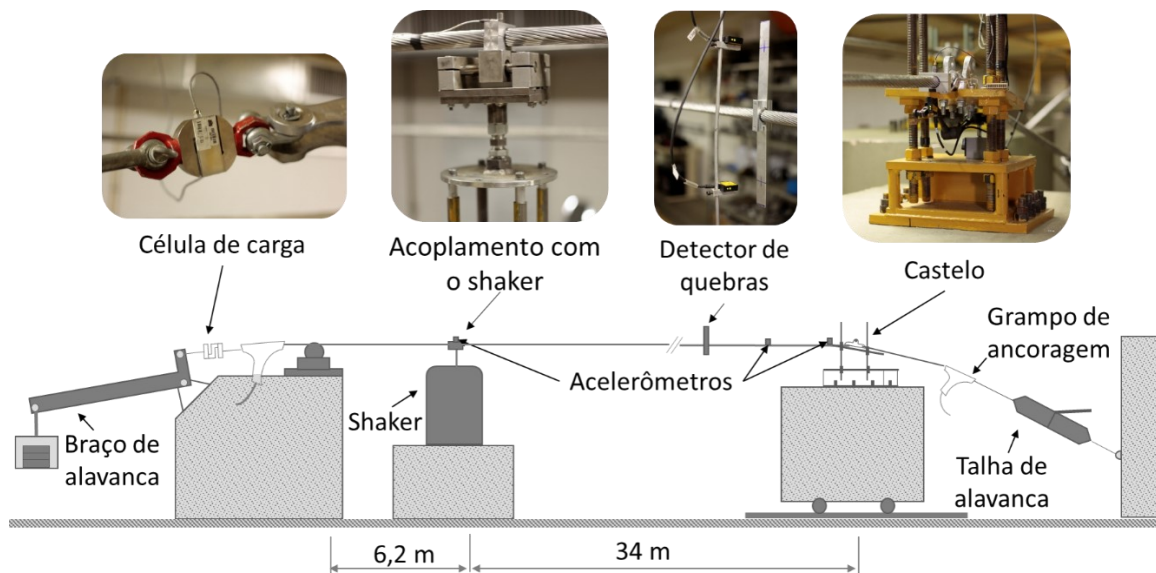 Célula de carga
Acoplamento com
o shaker
Detector de
quebras
Castelo
Grampo de
ancoragem
Acelerômetros
Shaker
Braço de
alavanca
Talha de
alavanca
6,2 m
34 m